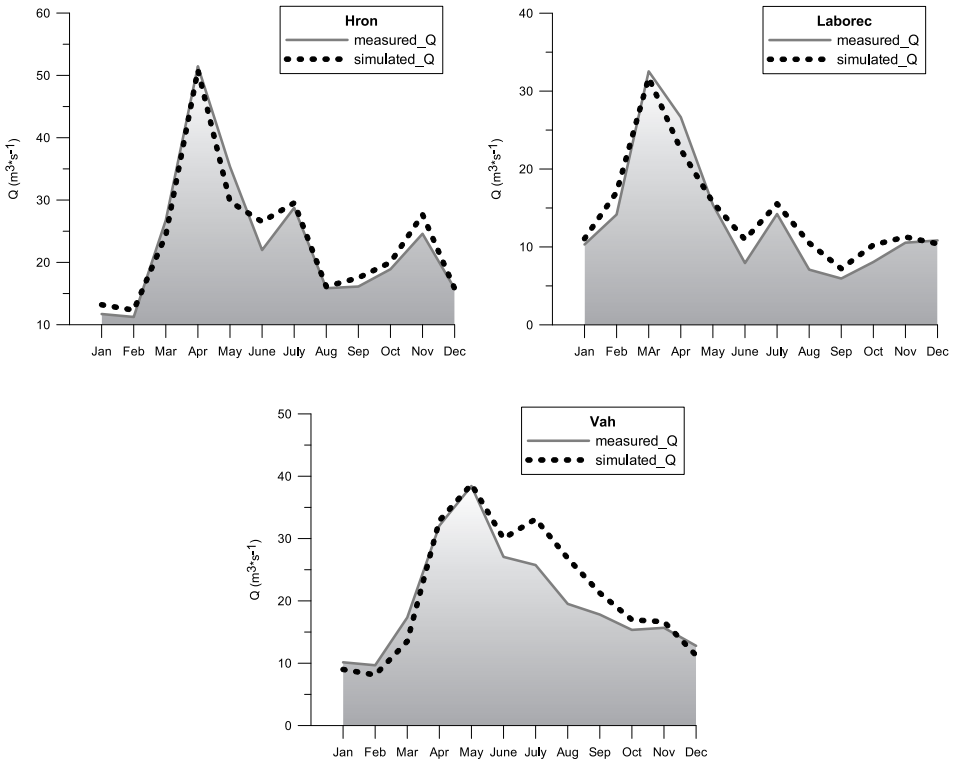 Hron
measured_Q
simulated_Q
60
50
40
30
20
10
Q (m3*s-1)
Jan Feb Mar Apr May June July Aug Sep Oct Nov Dec
Laborec
measured_Q
simulated_Q
40
30
20
10
0
Q (m3*s-1)
Jan Feb MAr Apr May June July Aug Sep Oct Nov Dec
Vah
measured_Q
simulated_Q
50
40
30
20
10
0
Q (m3*s-1)
Jan Feb Mar Apr May June July Aug Sep Oct Nov Dec